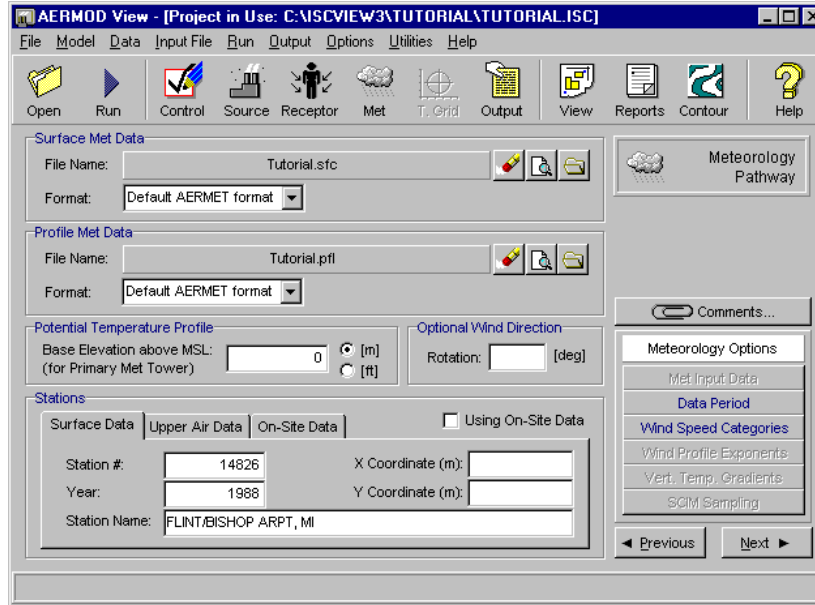 AERMOD View - [Project in Use: C:\ISCVIEW3\TUTORIAL\TUTORIAL.ISC]
File Model Data Input File Run Output Options Utilities Help
Open Run Control Source Receptor Met T. Grid Output View Reports Contour Help
Surface Met Data
File Name: Tutorial.sfc
Format: Default AERMET format
Meteorology
Pathway
Profile Met Data
File Name: Tutorial.pfl
Format: Default AERMET format
Comments...
Potential Temperature Profile
Base Elevation above MSL: 0 [m]
(for Primary Met Tower) [ft]
Optional Wind Direction
Rotation: [deg]
Meteorology Options
Met Input Data
Data Period
Wind Speed Categories
Wind Profile Exponents
Vert. Temp. Gradients
SCIM Sampling
Stations
Surface Data Upper Air Data On-Site Data Using On-Site Data
Station #: 14826 X Coordinate (m):
Year: 1988 Y Coordinate (m):
Station Name: FLINT/BISHOP ARPT, MI
Previous Next